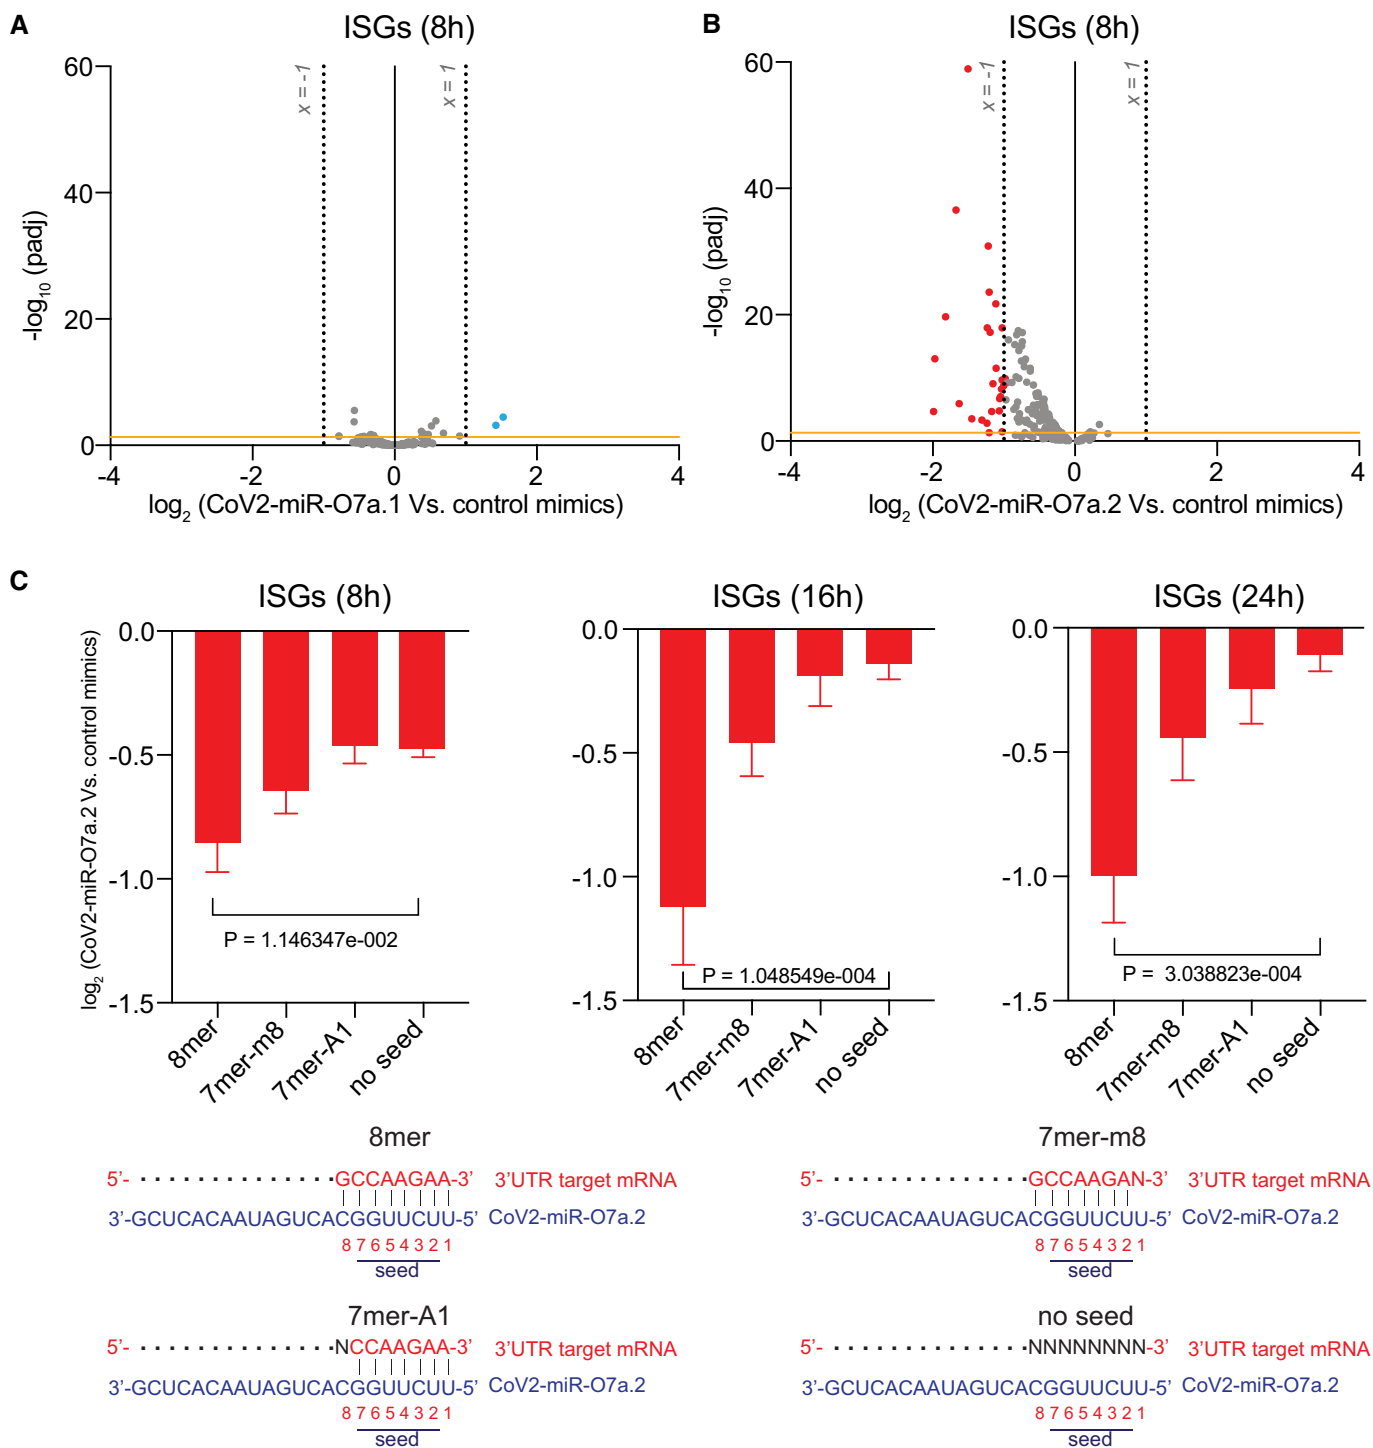 A
ISGs (8h)
x = -1
x = 1
60
40
20
0
-4
-2
0
2
4
-log10 (padj)
log2 (CoV2-miR-O7a.1 Vs. control mimics)
B
ISGs (8h)
x = -1
x = 1
60
40
20
0
-4
-2
0
2
4
-log10 (padj)
log2 (CoV2-miR-O7a.2 Vs. control mimics)
C
ISGs (8h)
log2 (CoV2-miR-O7a.2 Vs. control mimics)
0.0
-0.5
-1.0
-1.5
P = 1.146347e-002
8mer
7mer-m8
7mer-A1
no seed
ISGs (16h)
0.0
-0.5
-1.0
-1.5
P = 1.048549e-004
8mer
7mer-m8
7mer-A1
no seed
ISGs (24h)
0.0
-0.5
-1.0
-1.5
P = 3.038823e-004
8mer
7mer-m8
7mer-A1
no seed
8mer
5'- . . . . . . . . . . . . . . GCCAAGAA-3' 3'UTR target mRNA
3'-GCUCACAAUAGUCACGGUUCUU-5' CoV2-miR-O7a.2
8 7 6 5 4 3 2 1
seed
7mer-m8
5'- . . . . . . . . . . . . . . GCCAAGAN-3' 3'UTR target mRNA
3'-GCUCACAAUAGUCACGGUUCUU-5' CoV2-miR-O7a.2
8 7 6 5 4 3 2 1
seed
7mer-A1
5'- . . . . . . . . . . . . . . NCCAAGAA-3' 3'UTR target mRNA
3'-GCUCACAAUAGUCACGGUUCUU-5' CoV2-miR-O7a.2
8 7 6 5 4 3 2 1
seed
no seed
5'- . . . . . . . . . . . . . . NNNNNNNN-3' 3'UTR target mRNA
3'-GCUCACAAUAGUCACGGUUCUU-5' CoV2-miR-O7a.2
8 7 6 5 4 3 2 1
seed